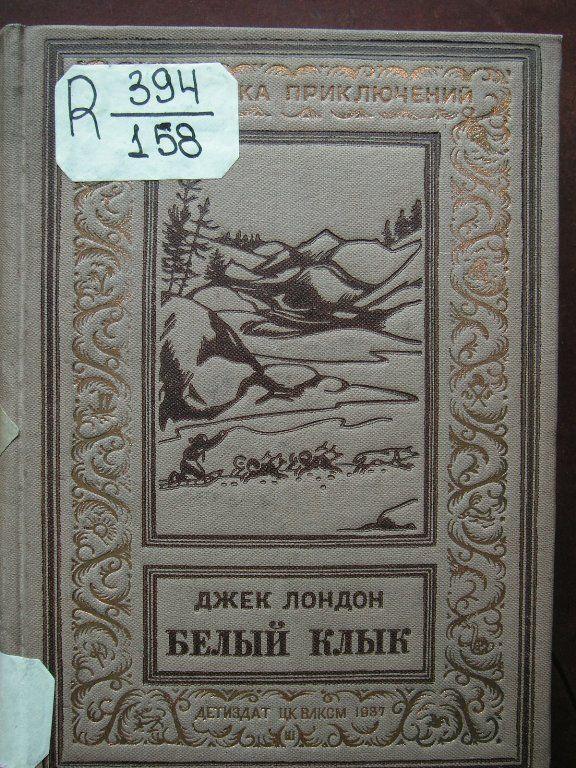 R 394
158
КА ПРИКЛЮЧЕНИЙ
ДЖЕК ЛОНДОН
БЕЛЫЙ КЛЫК
ДЕТИЗДАТ ЦК ВЛКСМ 1937
Ш